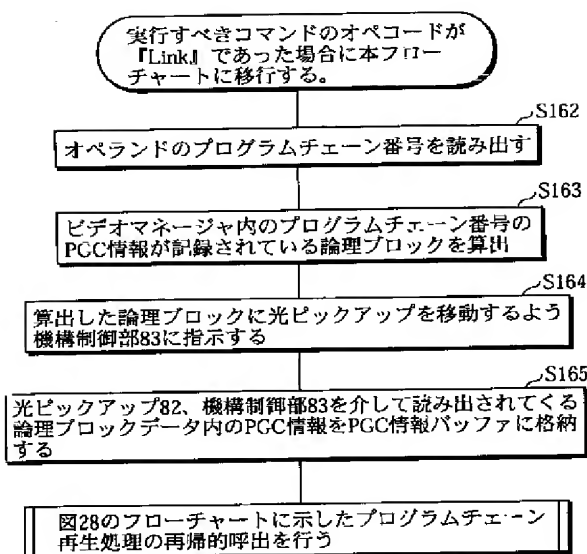 実行すべきコマンドのオペコードが
『Link』であった場合に本フロー
チャートに移行する。
S162
オペランドのプログラムチェーン番号を読み出す
S163
ビデオマネージャ内のプログラムチェーン番号の
PGC情報が記録されている論理ブロックを算出
S164
算出した論理ブロックに光ピックアップを移動するよう
機構制御部83に指示する
S165
光ピックアップ82、機構制御部83を介して読み出されてくる
論理ブロックデータ内のPGC情報をPGC情報バッファに格納
する
図28のフローチャートに示したプログラムチェーン
再生処理の再帰的呼出を行う